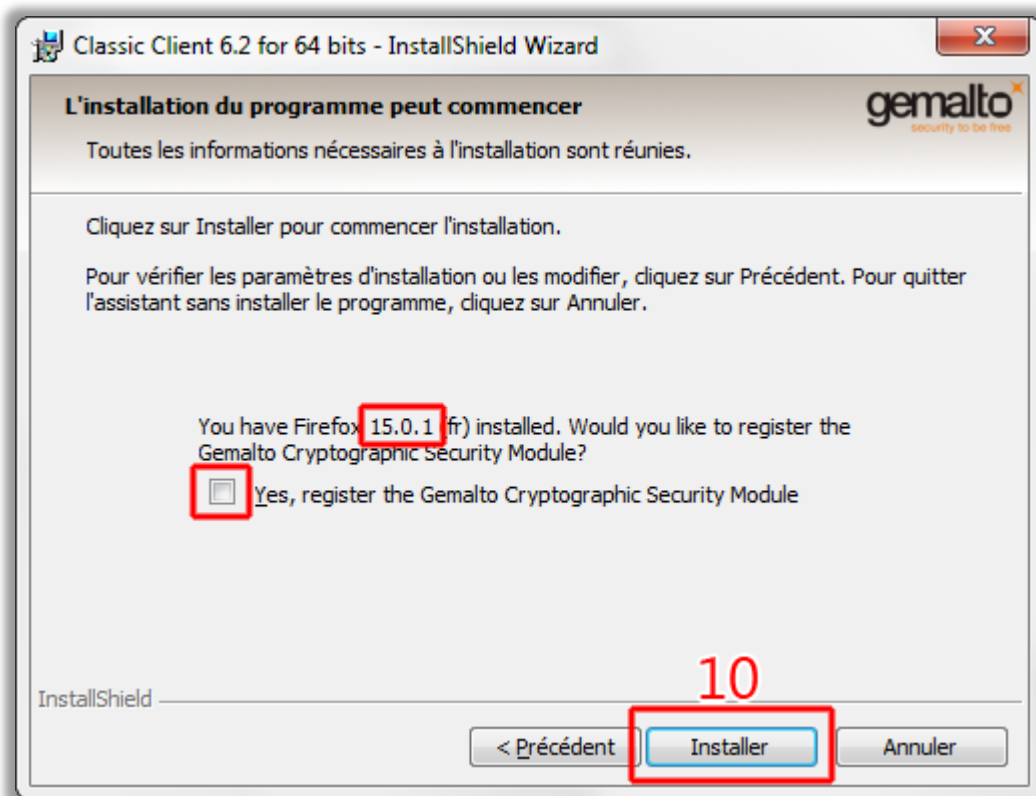 Classic Client 6.2 for 64 bits - InstallShield Wizard
L'installation du programme peut commencer
gemalto
security to be free
Toutes les informations nécessaires à l'installation sont réunies.
Cliquez sur Installer pour commencer l'installation.
Pour vérifier les paramètres d'installation ou les modifier, cliquez sur Précédent. Pour quitter
l'assistant sans installer le programme, cliquez sur Annuler.
You have Firefox 15.0.1 (fr) installed. Would you like to register the
Gemalto Cryptographic Security Module?
Yes, register the Gemalto Cryptographic Security Module
10
InstallShield
< Précédent
Installer
Annuler